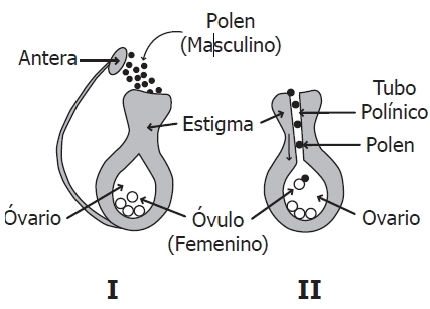 Polen
(Masculino)
Antera
Tubo
Polínico
Estigma
Polen
Óvario
Óvulo
(Femenino)
Ovario
I
II